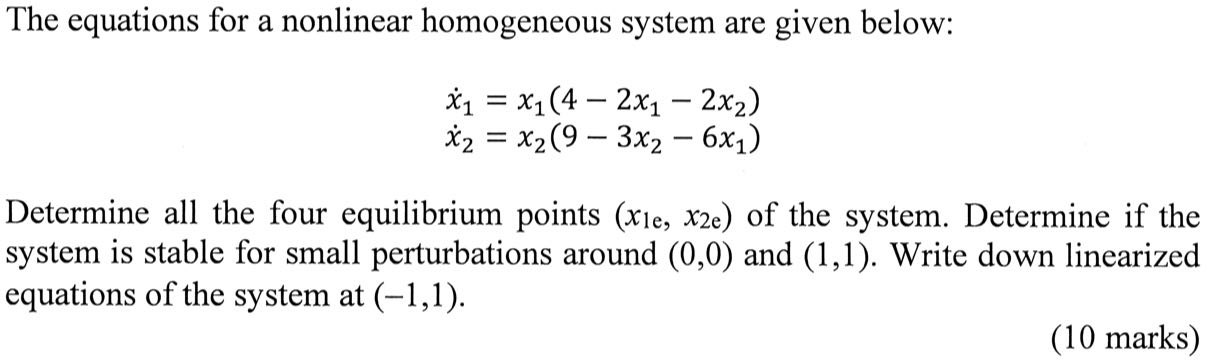 The equations for a nonlinear homogeneous system are given below:
ẋ₁ = x₁(4 − 2x₁ − 2x₂)
ẋ₂ = x₂(9 − 3x₂ − 6x₁)
Determine all the four equilibrium points (x1e, x2e) of the system. Determine if the
system is stable for small perturbations around (0,0) and (1,1). Write down linearized
equations of the system at (−1,1).
(10 marks)